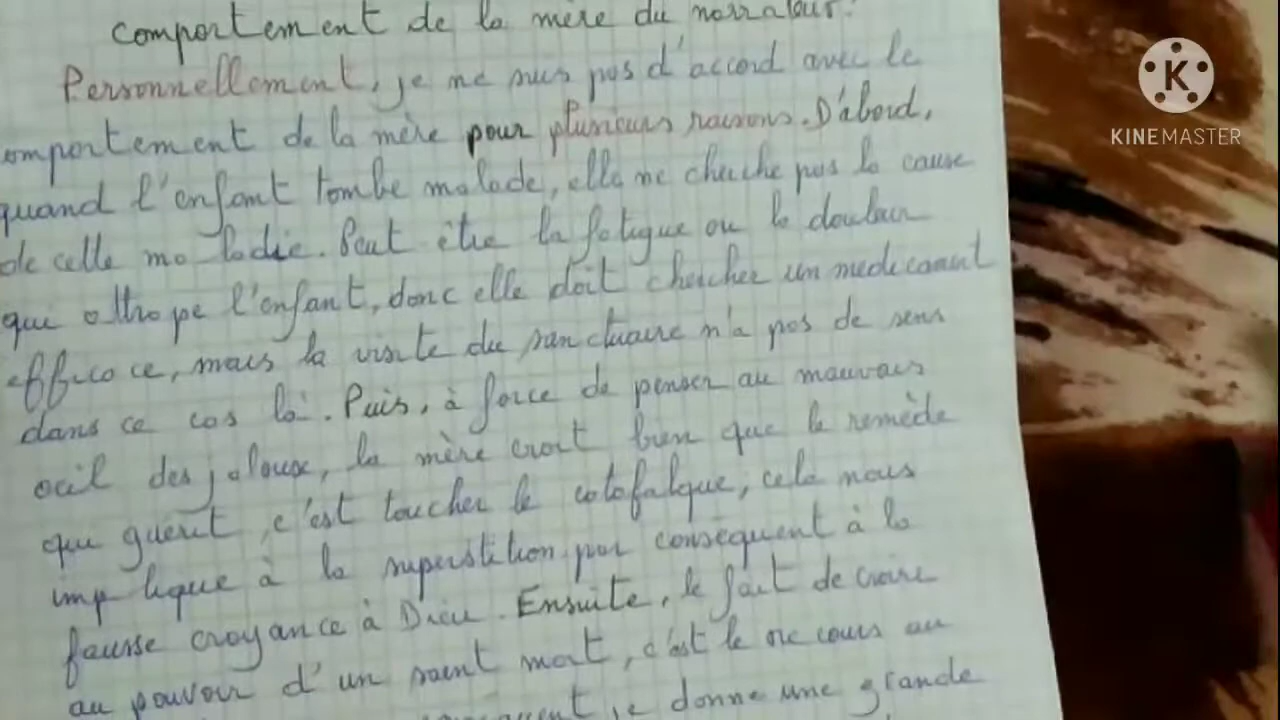 comportement de la mère du narrateur.
Personnellement, je ne suis pas d'accord avec le
omportement de la mère pour plusieurs raisons. D'abord,
quand l'enfant tombe malade, elle ne cherche pas la cause
de celle maladie. Peut être la fatigue ou la douleur
qui attrape l'enfant, donc elle doit chercher un medicament
efficace, mais la visite du sanctuaire n'a pas de sens
dans ce cas là. Puis, à force de penser au mauvais
oeil des jaloux, la mère croit bien que le remède
qui guerit, c'est toucher le catafalque, cela nous
implique à la superstition par conséquent à la
fausse croyance à Dieu. Ensuite, le fait de croire
au pouvoir d'un saint mort, c'est le recours au
je donne une grande
KINEMASTER